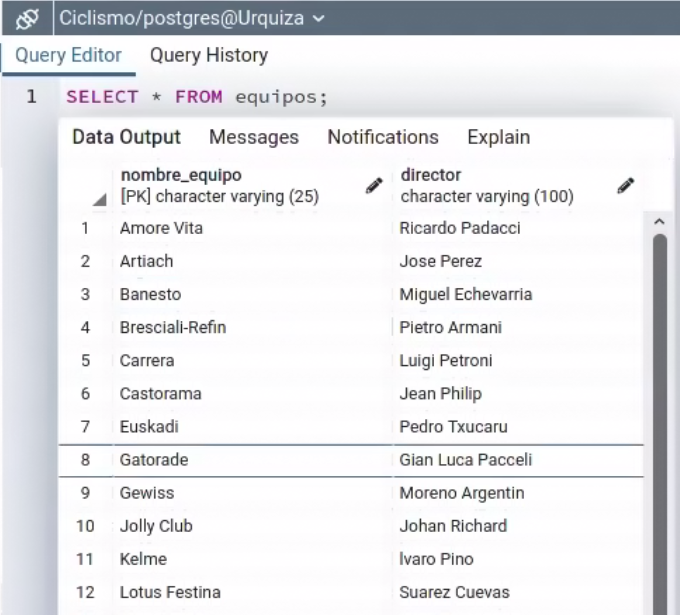 Ciclismo/postgres@Urquiza
Query Editor Query History
1 SELECT * FROM equipos;
Data Output Messages Notifications Explain
nombre_equipo director
[PK] character varying (25) character varying (100)
1 Amore Vita Ricardo Padacci
2 Artiach Jose Perez
3 Banesto Miguel Echevarria
4 Bresciali-Refin Pietro Armani
5 Carrera Luigi Petroni
6 Castorama Jean Philip
7 Euskadi Pedro Txucaru
8 Gatorade Gian Luca Pacceli
9 Gewiss Moreno Argentin
10 Jolly Club Johan Richard
11 Kelme lvaro Pino
12 Lotus Festina Suarez Cuevas